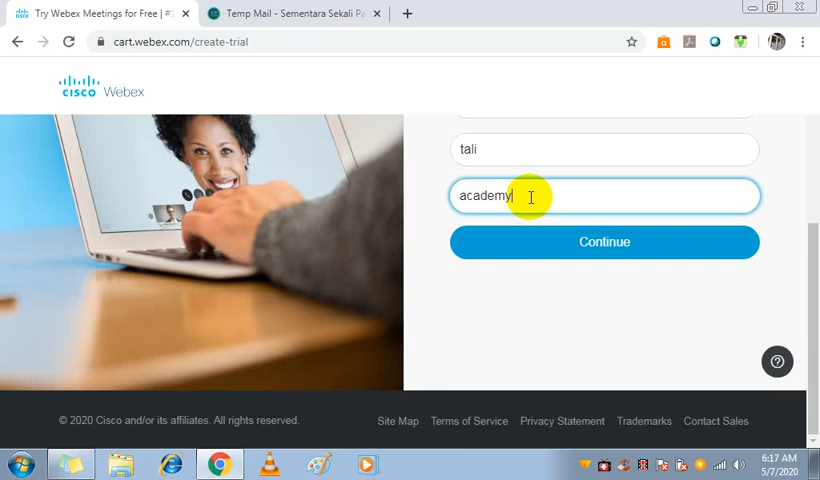 Try Webex Meetings for Free | #1
Temp Mail - Sementara Sekali Pa
cart.webex.com/create-trial
cisco Webex
tali
academy
Continue
© 2020 Cisco and/or its affiliates. All rights reserved.
Site Map Terms of Service Privacy Statement Trademarks Contact Sales
6:17 AM
5/7/2020